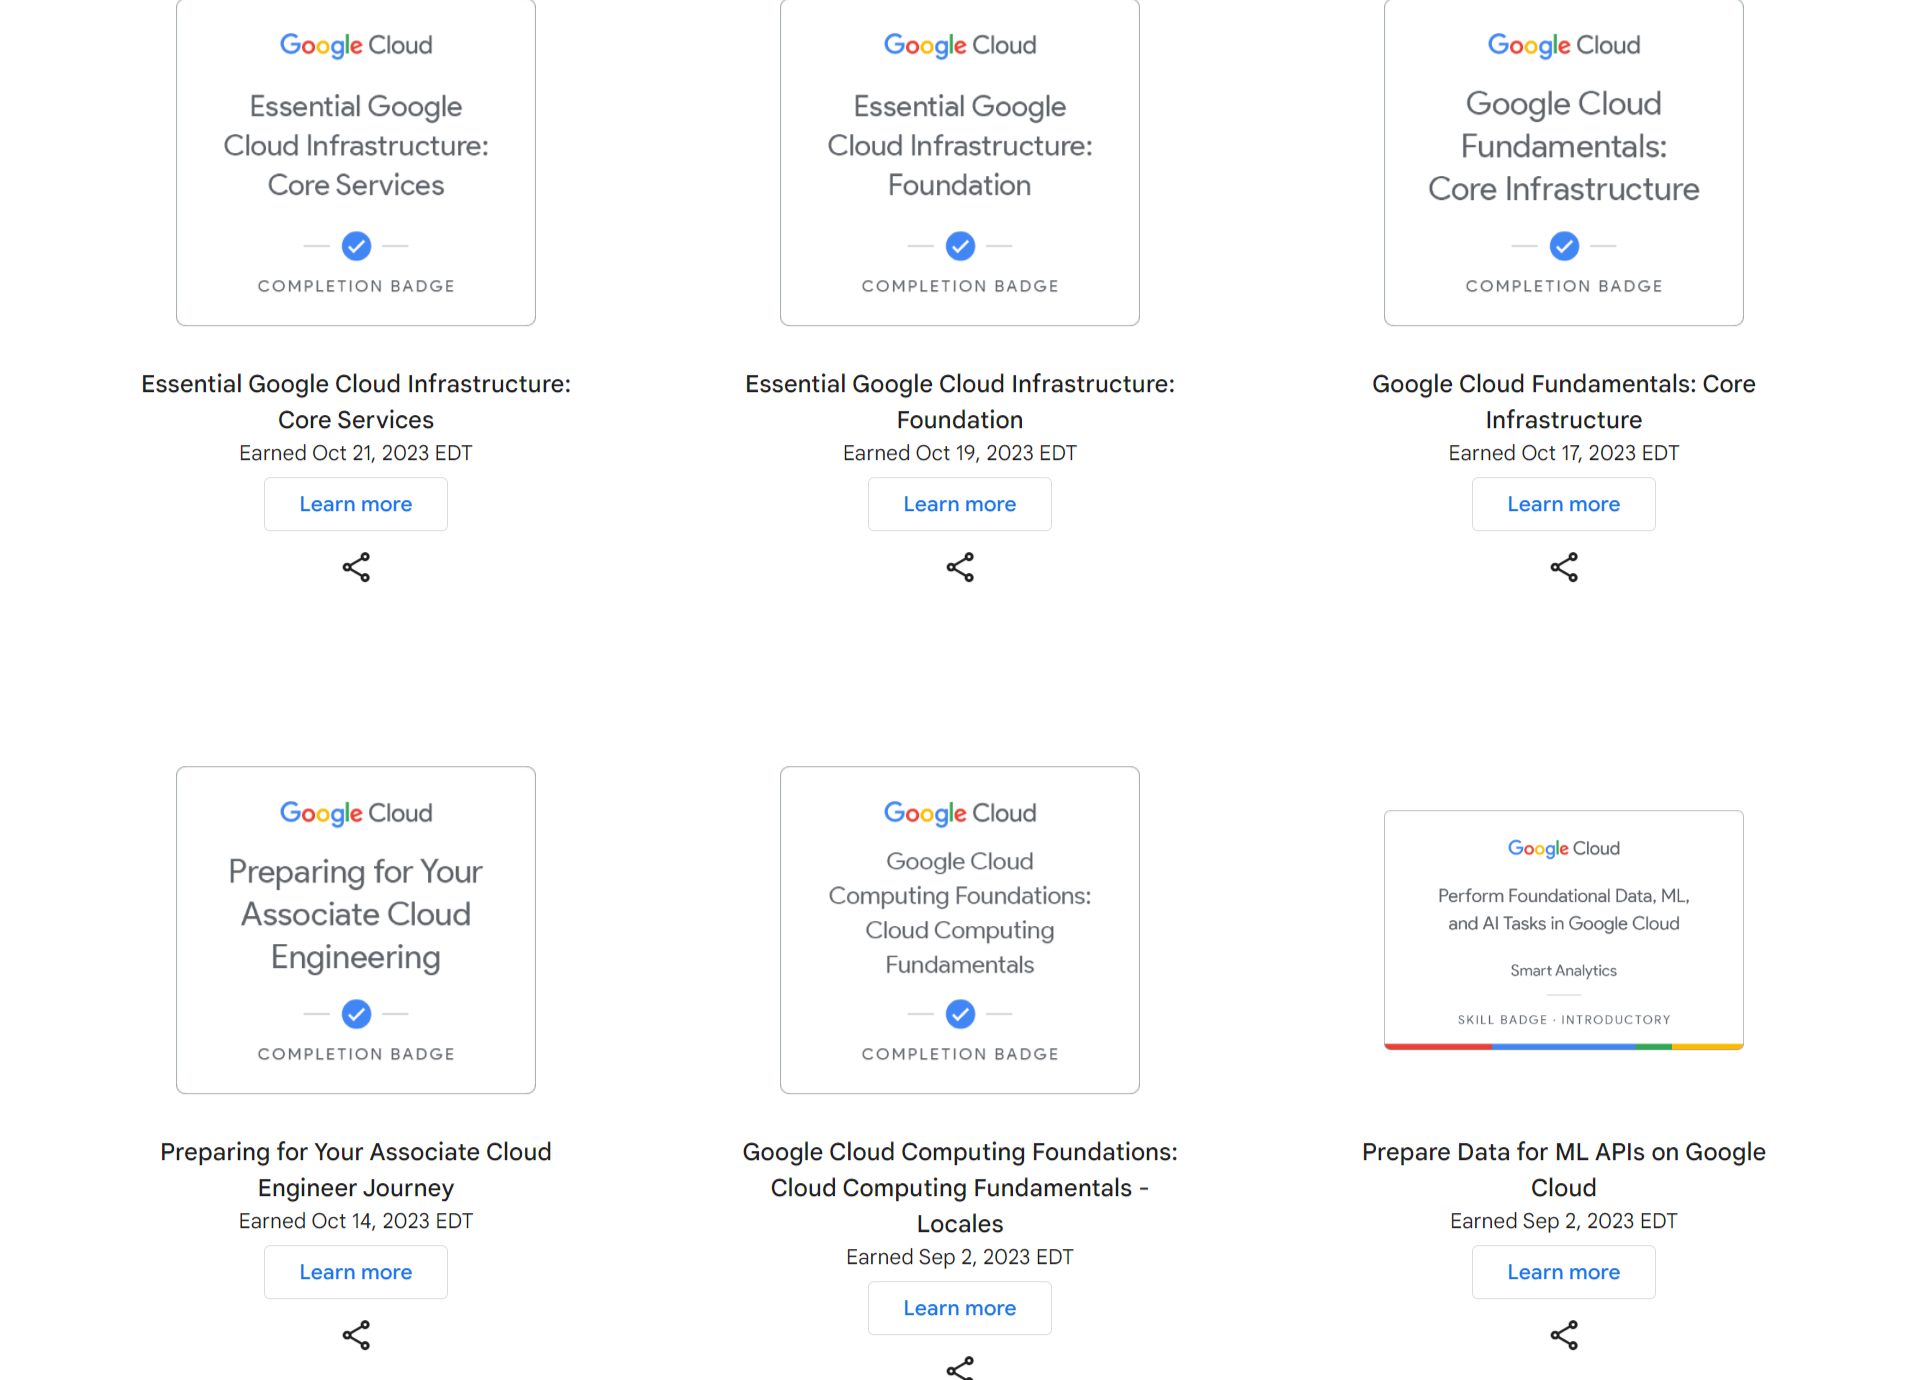 Google Cloud
Essential Google
Cloud Infrastructure:
Core Services
COMPLETION BADGE
Essential Google Cloud Infrastructure:
Core Services
Earned Oct 21, 2023 EDT
Learn more
Google Cloud
Essential Google
Cloud Infrastructure:
Foundation
COMPLETION BADGE
Essential Google Cloud Infrastructure:
Foundation
Earned Oct 19, 2023 EDT
Learn more
Google Cloud
Google Cloud
Fundamentals:
Core Infrastructure
COMPLETION BADGE
Google Cloud Fundamentals: Core
Infrastructure
Earned Oct 17, 2023 EDT
Learn more
Google Cloud
Preparing for Your
Associate Cloud
Engineering
COMPLETION BADGE
Preparing for Your Associate Cloud
Engineer Journey
Earned Oct 14, 2023 EDT
Learn more
Google Cloud
Google Cloud
Computing Foundations:
Cloud Computing
Fundamentals
COMPLETION BADGE
Google Cloud Computing Foundations:
Cloud Computing Fundamentals -
Locales
Earned Sep 2, 2023 EDT
Learn more
Google Cloud
Perform Foundational Data, ML,
and AI Tasks in Google Cloud
Smart Analytics
SKILL BADGE · INTRODUCTORY
Prepare Data for ML APIs on Google
Cloud
Earned Sep 2, 2023 EDT
Learn more